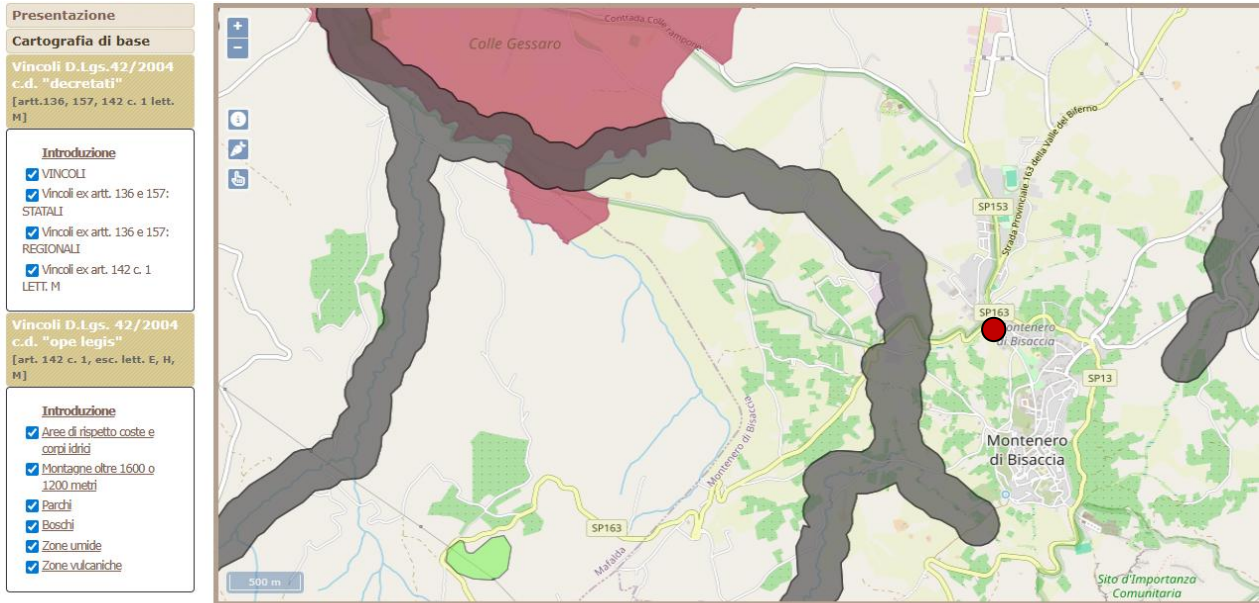 Presentazione
Cartografia di base
Vincoli D.Lgs.42/2004
c.d. "decretati"
[artt.136, 157, 142 c. 1 lett.
M]
Introduzione
VINCOLI
Vincoli ex artt. 136 e 157:
STATALI
Vincoli ex artt. 136 e 157:
REGIONALI
Vincoli ex art. 142 c. 1
LETT. M
Vincoli D.Lgs. 42/2004
c.d. "ope legis"
[art. 142 c. 1, esc. lett. E, H,
M]
Introduzione
Aree di rispetto coste e
corpi idrici
Montagne oltre 1600 o
1200 metri
Parchi
Boschi
Zone umide
Zone vulcaniche
+
−
i
Contrada Colle
Colle Gessaro
Strada Provinciale 163 della Valle del Biferno
SP153
SP163
Montenero
di Bisaccia
SP13
Montenero
di Bisaccia
Montenero di Bisaccia
SP163
Mafalda
500 m
Sito d'Importanza
Comunitaria